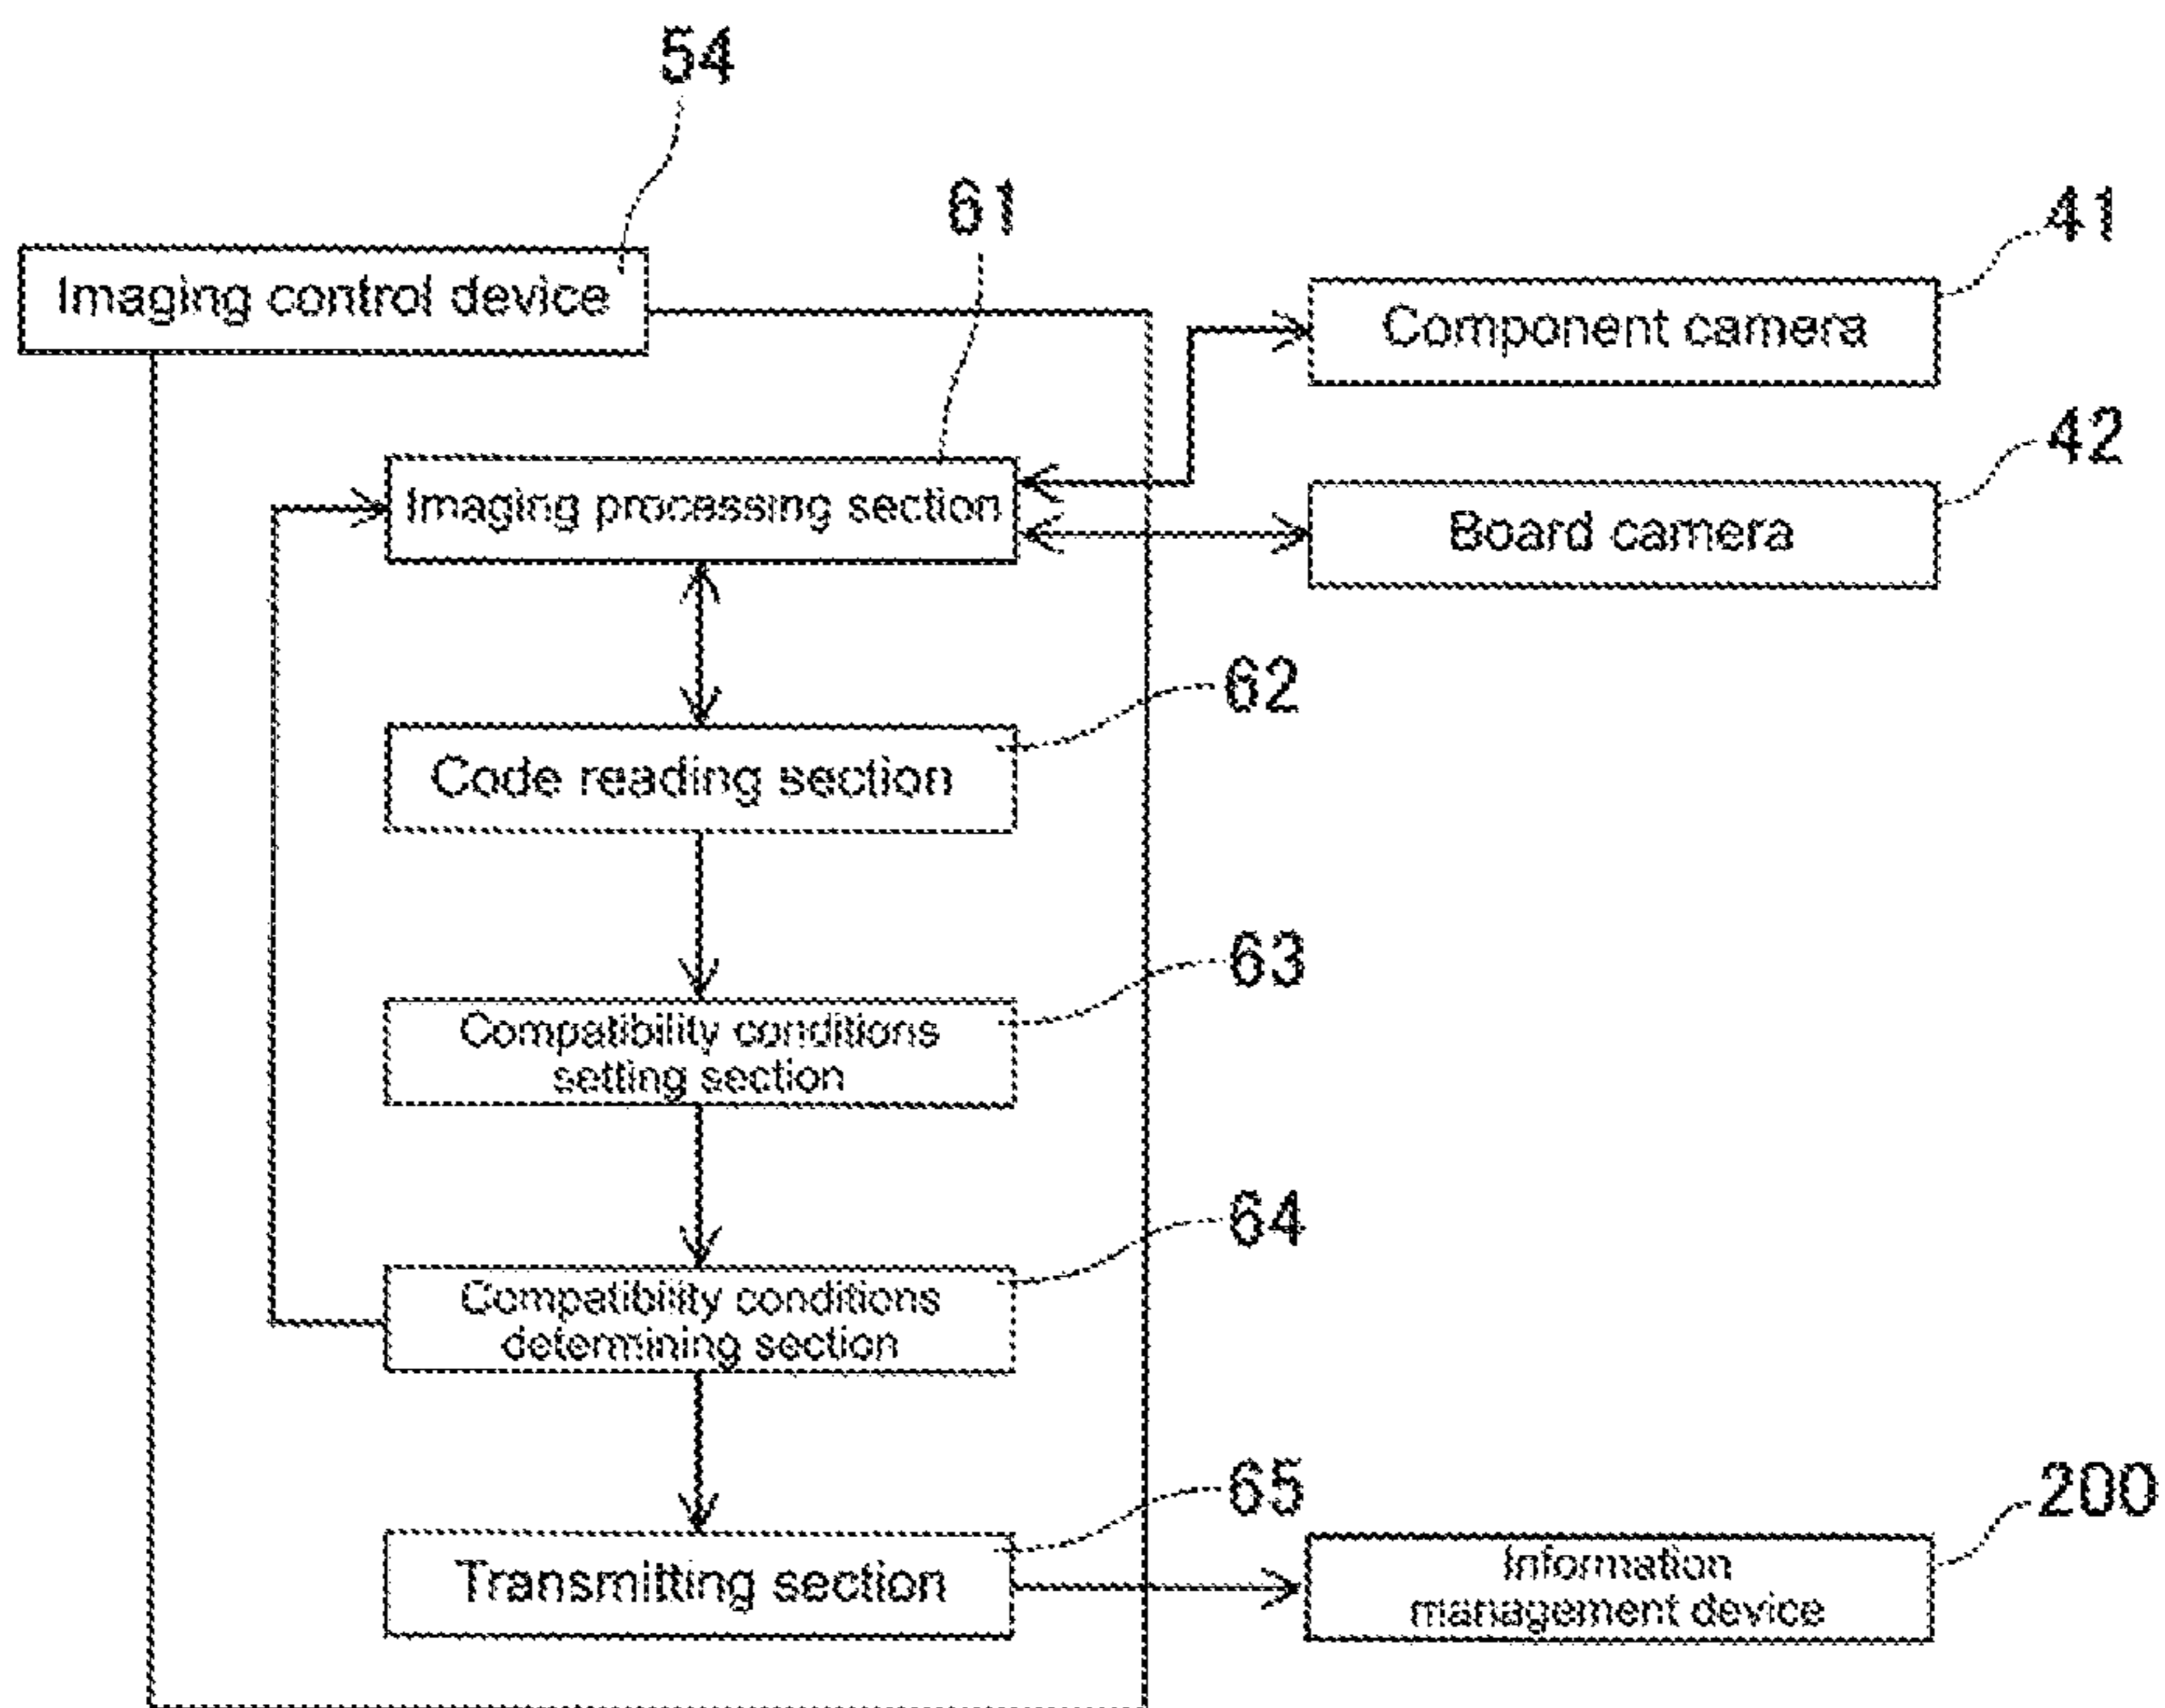 54
61
41
Imaging control device
Component camera
42
Imaging processing section
Board camera
62
Code reading section
63
Compatibility conditions
setting section
64
Compatibility conditions
determining section
65
200
Transmitting section
Information
management device